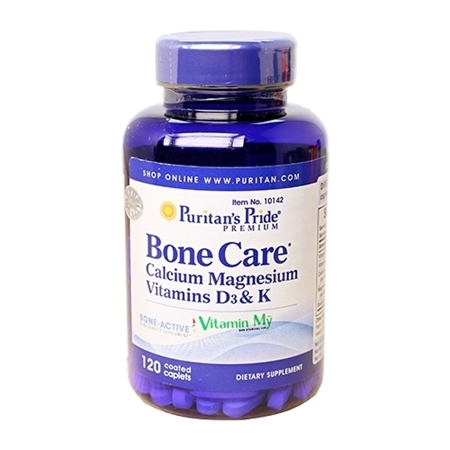 SHOP ONLINE WWW.PURITAN.COM
Item No. 10142
Puritan's Pride®
PREMIUM
Bone Care*
Calcium Magnesium
Vitamins D3 & K
BONE-ACTIVE
Vitamin Mỹ
120 coated caplets
DIETARY SUPPLEMENT